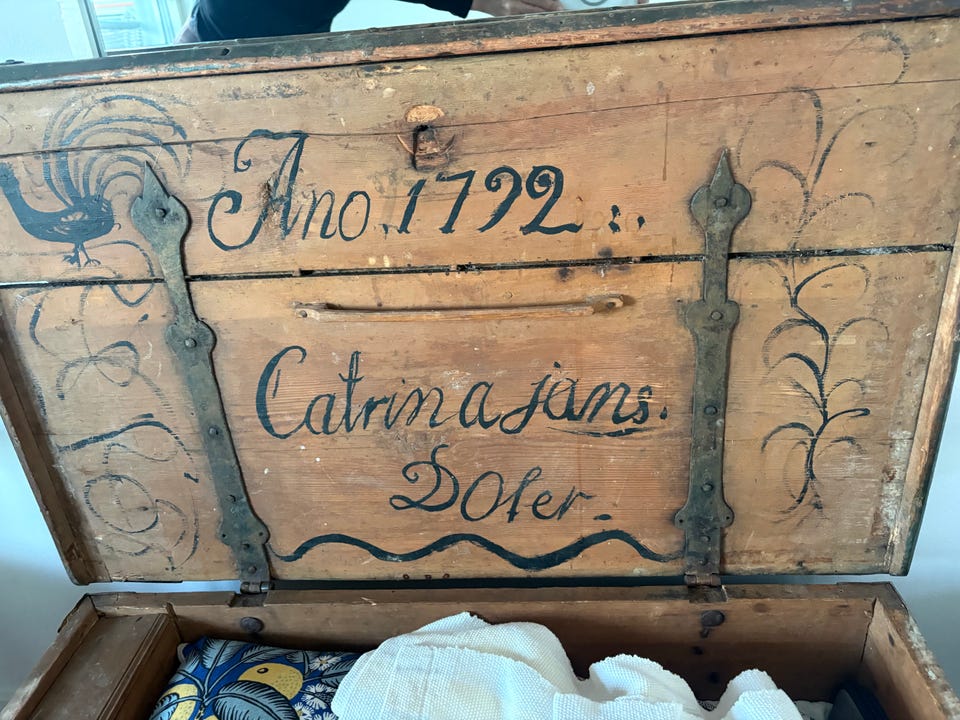 Ano. 1792 :.
Catrina jans.
DOter.